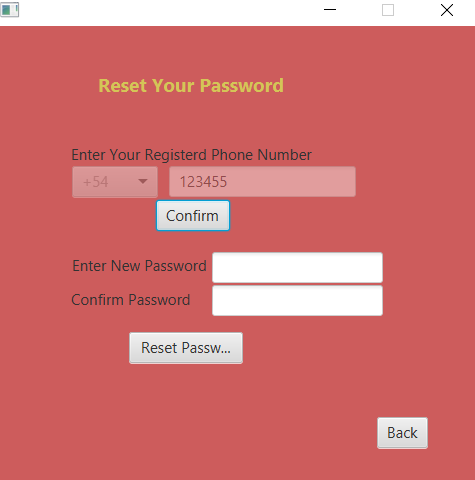 Reset Your Password
Enter Your Registerd Phone Number
+54 123455
Confirm
Enter New Password
Confirm Password
Reset Passw...
Back